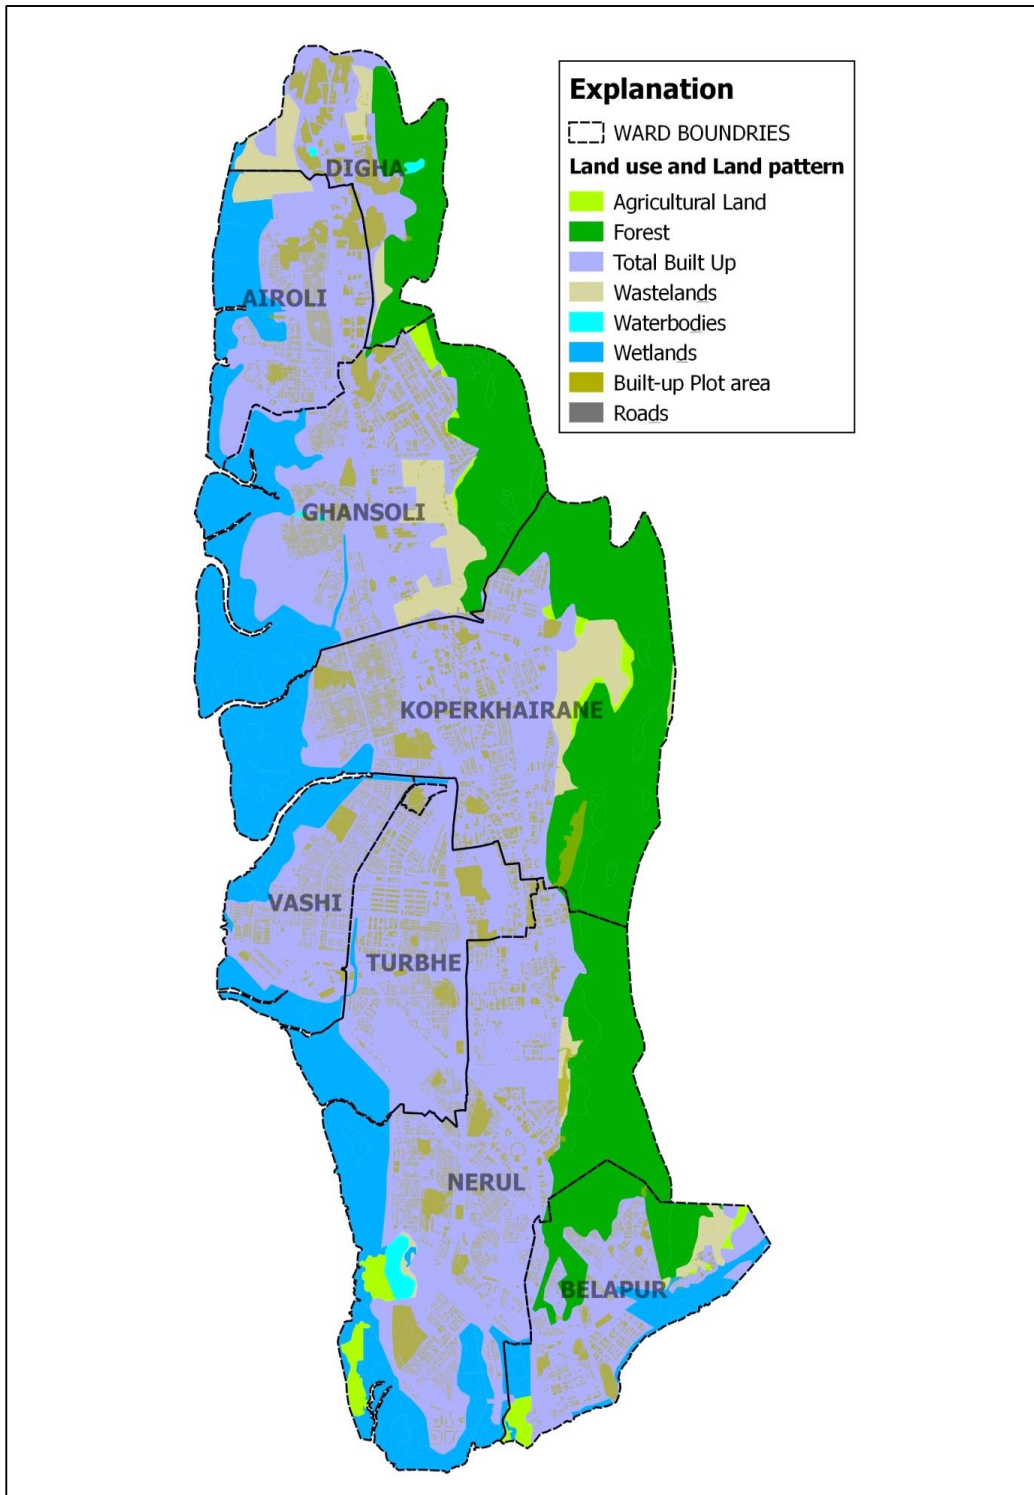 Explanation
WARD BOUNDRIES
Land use and Land pattern
Agricultural Land
Forest
Total Built Up
Wastelands
Waterbodies
Wetlands
Built-up Plot area
Roads
DIGHA
AIROLI
GHANSOLI
KOPERKHAIRANE
VASHI
TURBHE
NERUL
BELAPUR